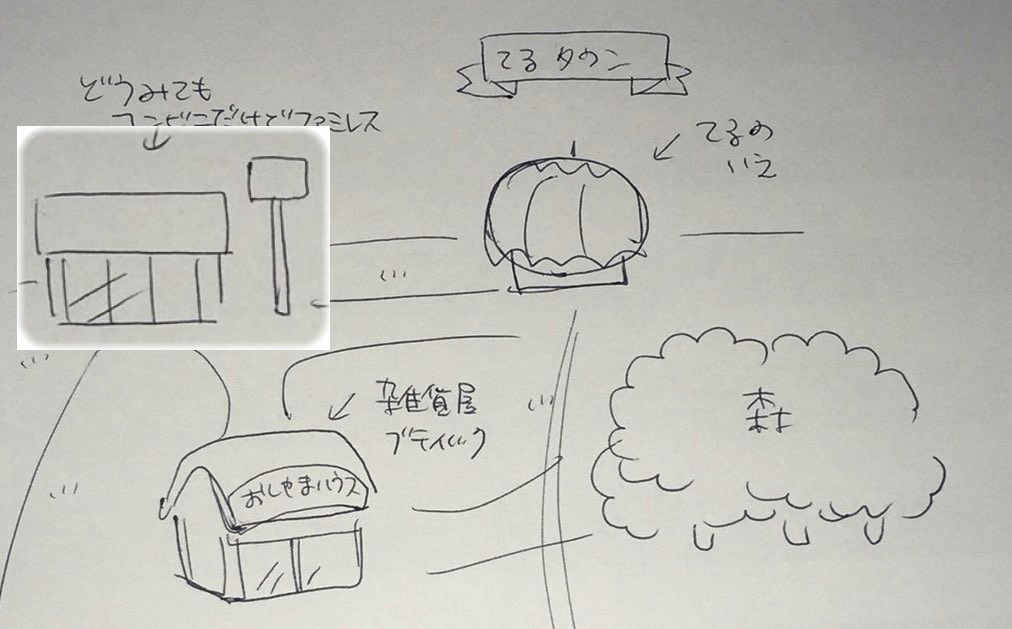 てるタウン
どうみても
コンビニだけどファミレス
てるの
いえ
雑貨屋
ブティック
おしゃまハウス
森